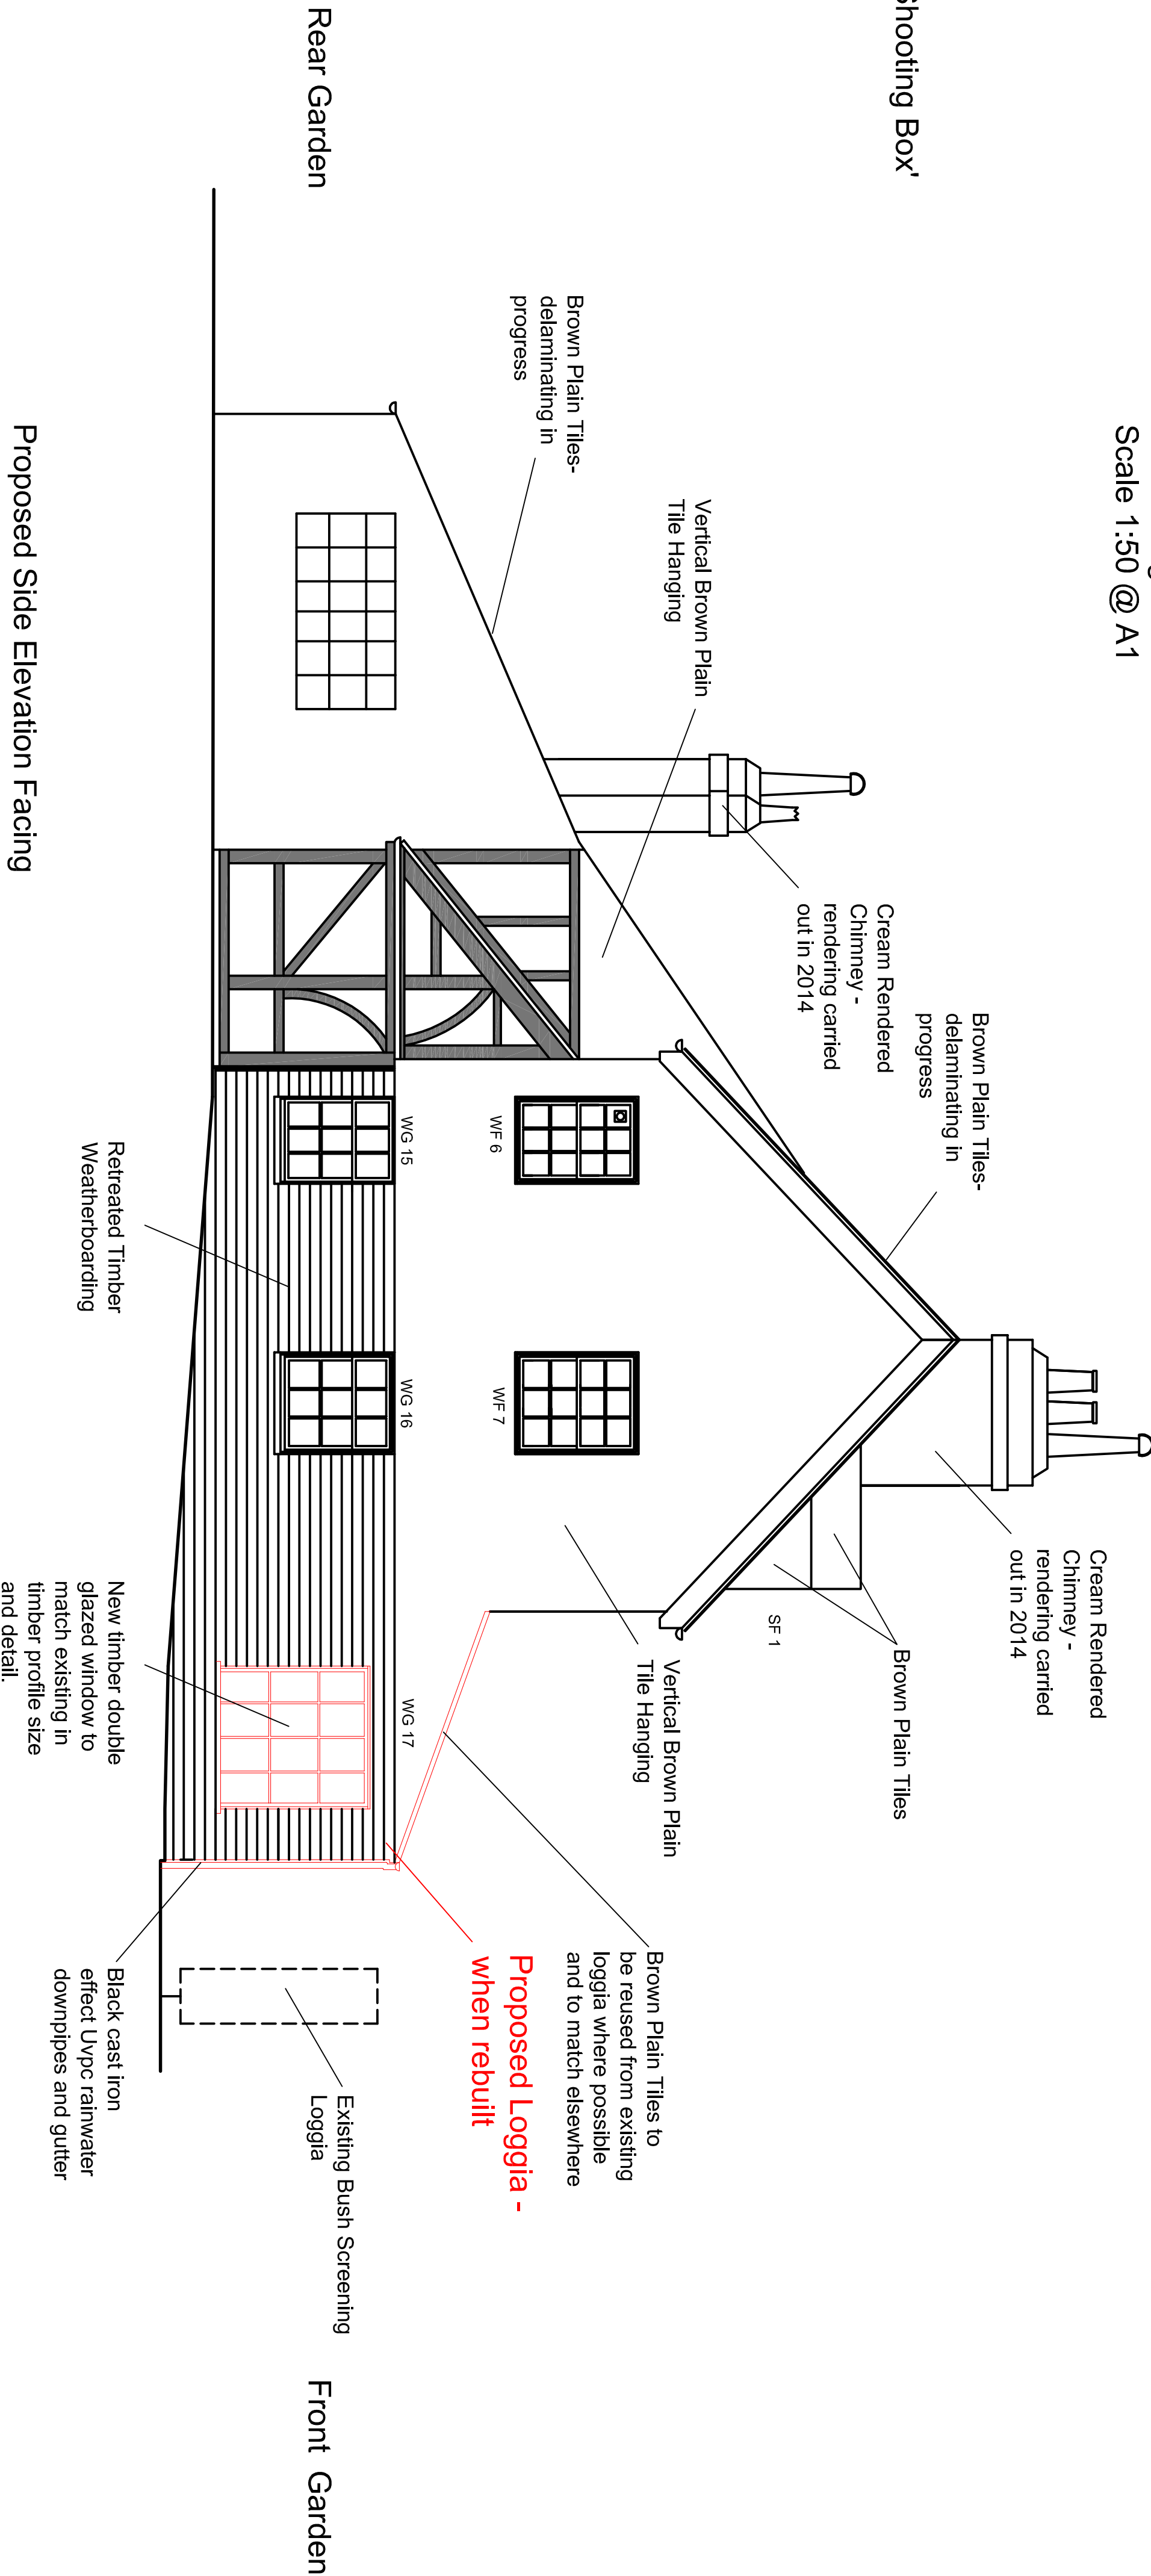 Shooting Box'
Scale 1:50 @ A1
Cream Rendered
Chimney -
rendering carried
out in 2014
Cream Rendered
Chimney -
rendering carried
out in 2014
Brown Plain Tiles-
delaminating in
progress
Brown Plain Tiles
SF 1
Vertical Brown Plain
Tile Hanging
Brown Plain Tiles-
delaminating in
progress
Vertical Brown Plain
Tile Hanging
Brown Plain Tiles to
be reused from existing
loggia where possible
and to match elsewhere
Proposed Loggia -
when rebuilt
WF 6
WF 7
WG 15
WG 16
WG 17
Rear Garden
Front Garden
Existing Bush Screening
Loggia
Retreated Timber
Weatherboarding
New timber double
glazed window to
match existing in
timber profile size
and detail.
Black cast iron
effect Uvpc rainwater
downpipes and gutter
Proposed Side Elevation Facing